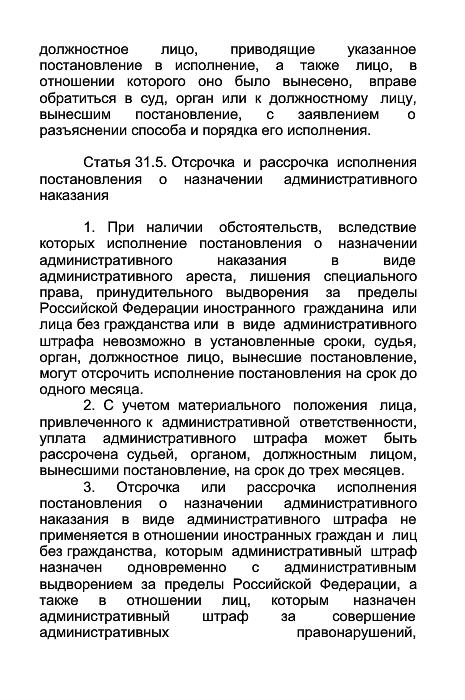 должностное лицо, приводящие указанное
постановление в исполнение, а также лицо, в
отношении которого оно было вынесено, вправе
обратиться в суд, орган или к должностному лицу,
вынесшим постановление, с заявлением о
разъяснении способа и порядка его исполнения.
Статья 31.5. Отсрочка и рассрочка исполнения
постановления о назначении административного
наказания
1. При наличии обстоятельств, вследствие
которых исполнение постановления о назначении
административного наказания в виде
административного ареста, лишения специального
права, принудительного выдворения за пределы
Российской Федерации иностранного гражданина или
лица без гражданства или в виде административного
штрафа невозможно в установленные сроки, судья,
орган, должностное лицо, вынесшие постановление,
могут отсрочить исполнение постановления на срок до
одного месяца.
2. С учетом материального положения лица,
привлеченного к административной ответственности,
уплата административного штрафа может быть
рассрочена судьей, органом, должностным лицом,
вынесшими постановление, на срок до трех месяцев.
3. Отсрочка или рассрочка исполнения
постановления о назначении административного
наказания в виде административного штрафа не
применяется в отношении иностранных граждан и лиц
без гражданства, которым административный штраф
назначен одновременно с административным
выдворением за пределы Российской Федерации, а
также в отношении лиц, которым назначен
административный штраф за совершение
административных правонарушений,